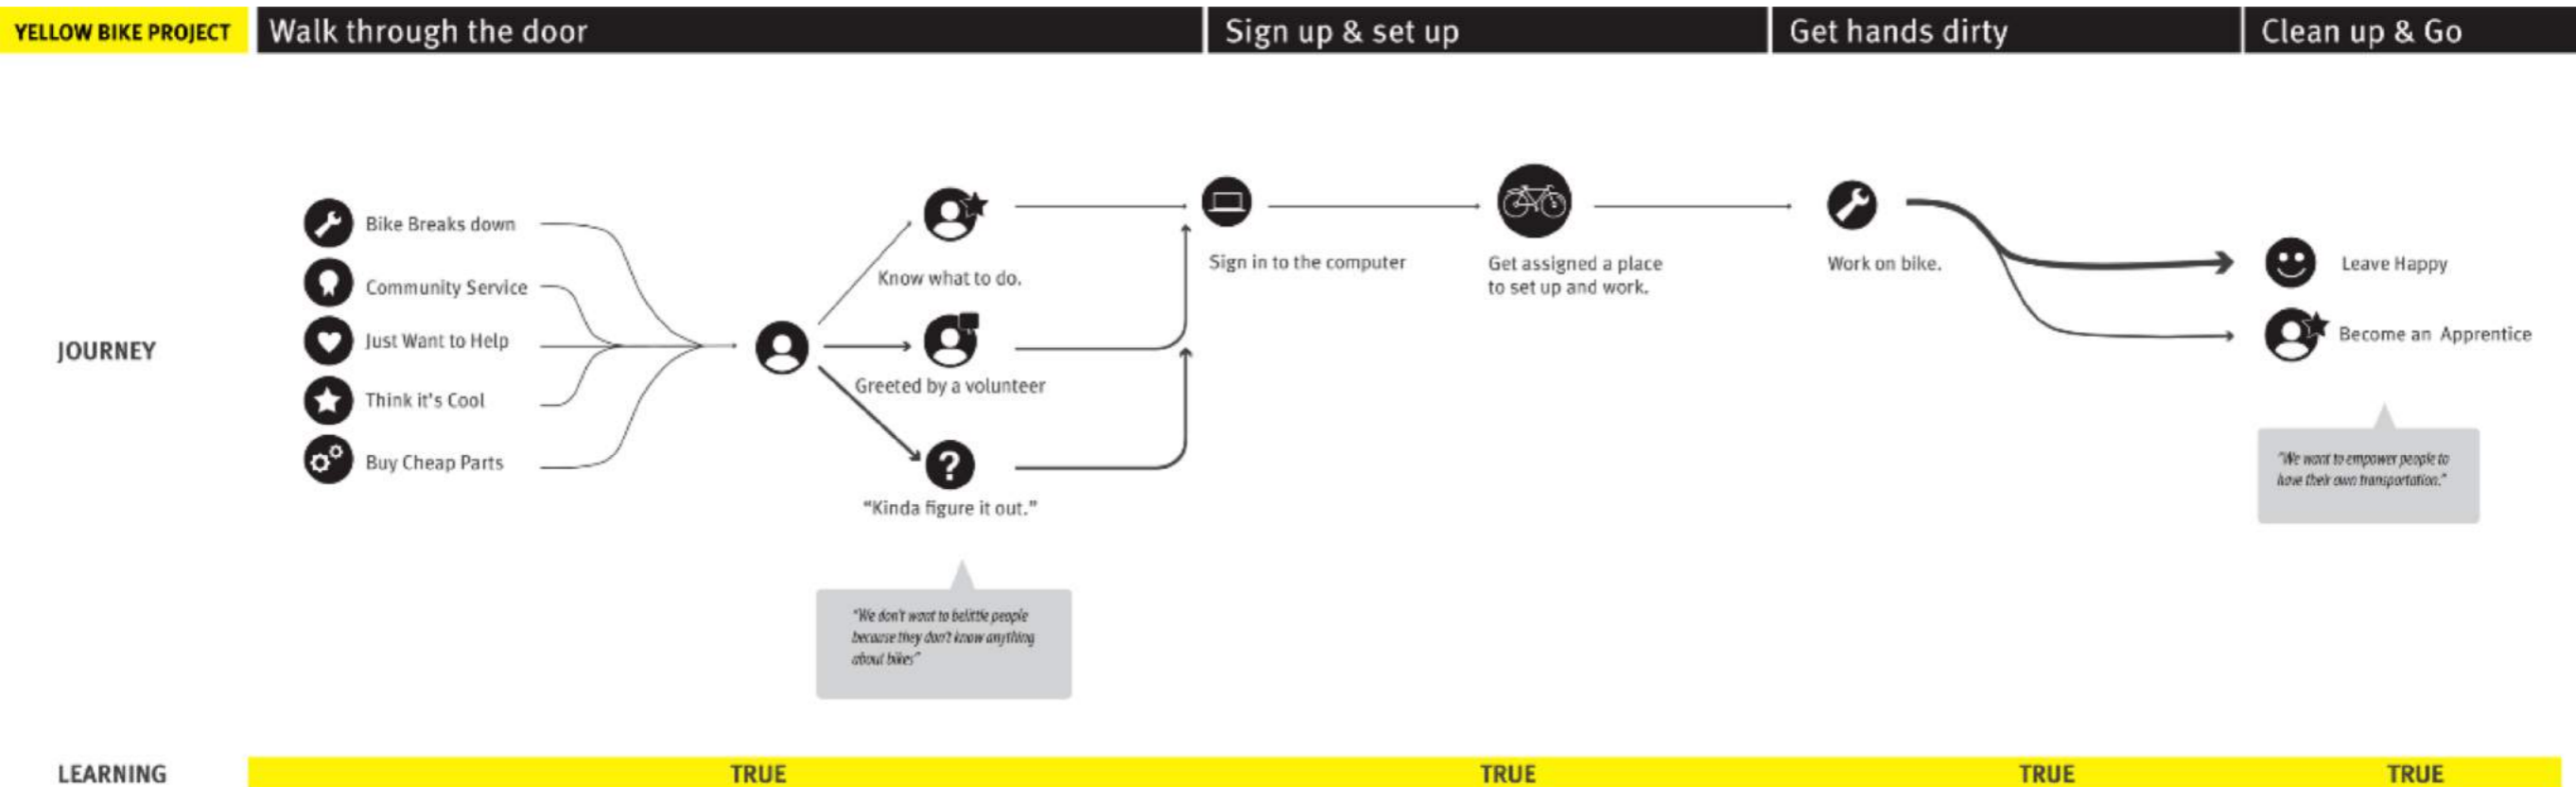 YELLOW BIKE PROJECT
Walk through the door
Sign up & set up
Get hands dirty
Clean up & Go
JOURNEY
Bike Breaks down
Community Service
Just Want to Help
Think it's Cool
Buy Cheap Parts
Know what to do.
Greeted by a volunteer
?
“Kinda figure it out.”
"We don't want to belittle people
because they don't know anything
about bikes"
Sign in to the computer
Get assigned a place
to set up and work.
Work on bike.
Leave Happy
Become an Apprentice
"We want to empower people to
have their own transportation."
LEARNING
TRUE
TRUE
TRUE
TRUE